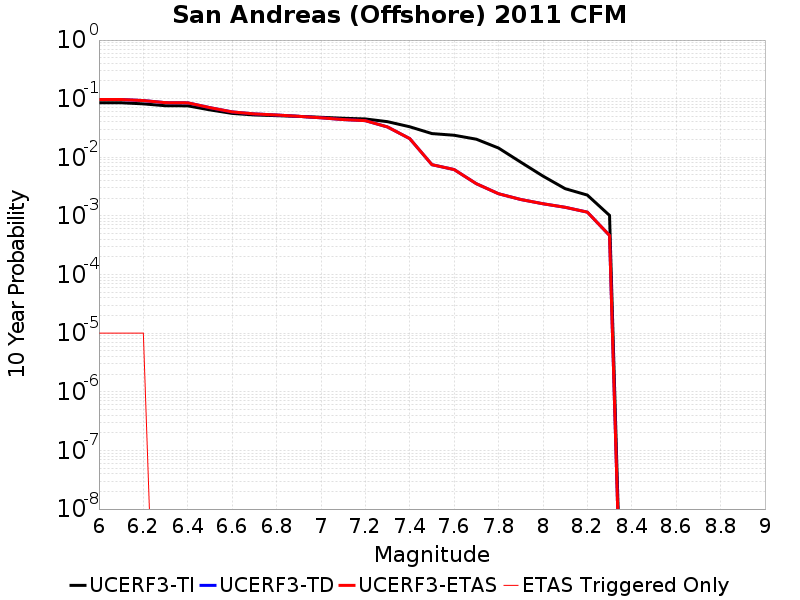 San Andreas (Offshore) 2011 CFM
10^0
10^-1
10^-2
10^-3
10^-4
10^-5
10^-6
10^-7
10^-8
10 Year Probability
6 6.2 6.4 6.6 6.8 7 7.2 7.4 7.6 7.8 8 8.2 8.4 8.6 8.8 9
Magnitude
UCERF3-TI UCERF3-TD UCERF3-ETAS ETAS Triggered Only